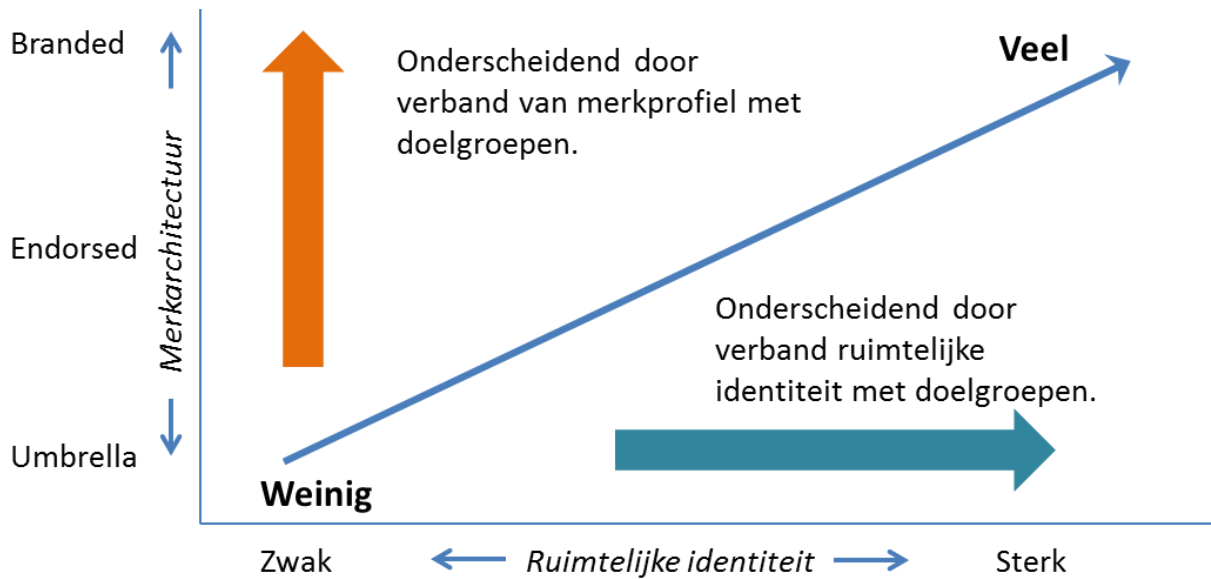 Branded
Veel
Onderscheidend door
verband van merkprofiel met
doelgroepen.
Merkarchitectuur
Endorsed
Onderscheidend door
verband ruimtelijke
identiteit met doelgroepen.
Umbrella
Weinig
Zwak
Ruimtelijke identiteit
Sterk